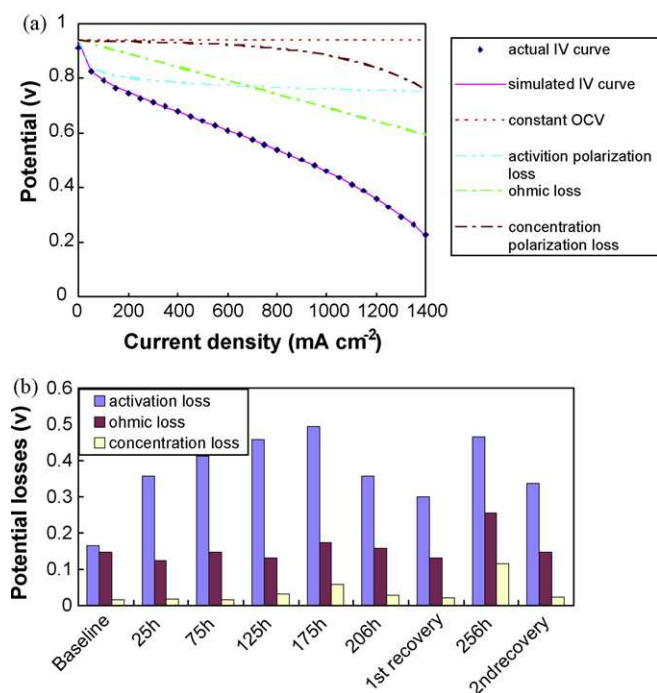 (a)
1
0.8
0.6
0.4
0.2
0
Potential (v)
0 200 400 600 800 1000 1200 1400
Current density (mA cm⁻²)
actual IV curve
simulated IV curve
constant OCV
activition polarization
loss
ohmic loss
concentration
polarization loss
(b)
0.6
0.5
0.4
0.3
0.2
0.1
0
Potential losses (v)
activation loss
ohmic loss
concentration loss
Baseline
25h
75h
125h
175h
206h
1st recovery
256h
2ndrecovery